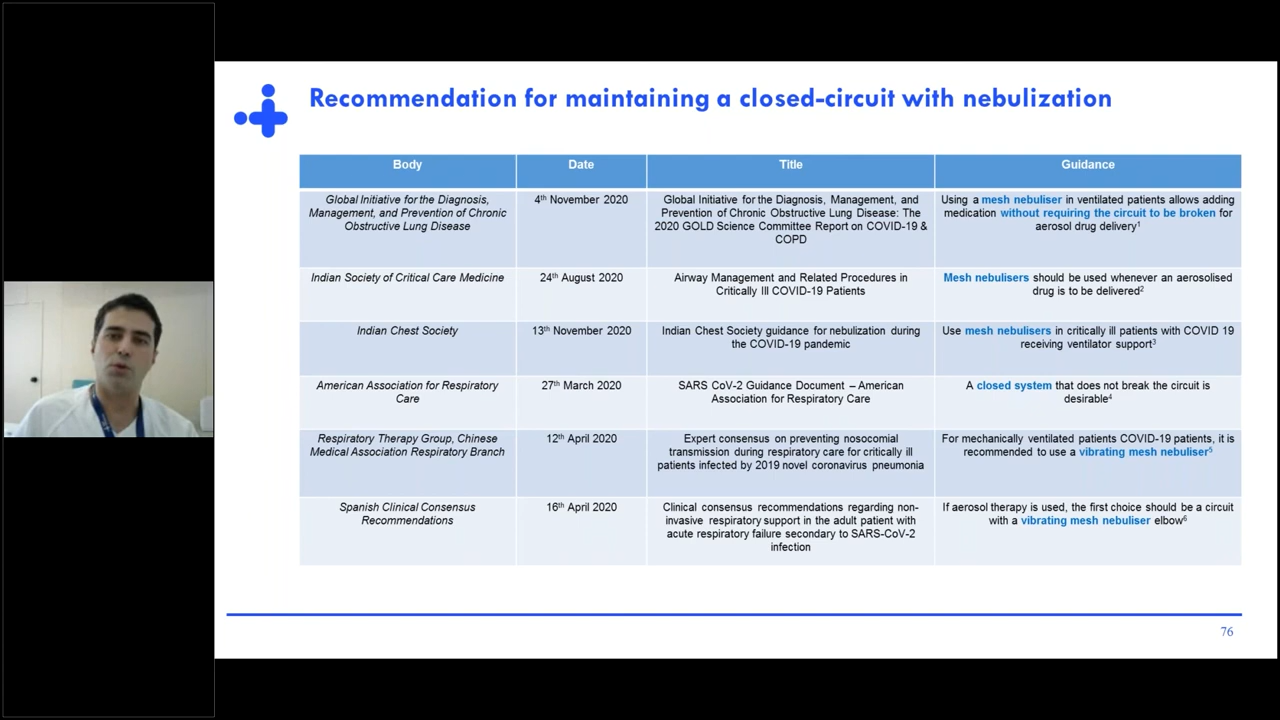 Recommendation for maintaining a closed-circuit with nebulization
Body
Date
Title
Guidance
Global Initiative for the Diagnosis,
Management, and Prevention of Chronic
Obstructive Lung Disease
4th November 2020
Global Initiative for the Diagnosis, Management, and
Prevention of Chronic Obstructive Lung Disease: The
2020 GOLD Science Committee Report on COVID-19 &
COPD
Using a mesh nebuliser in ventilated patients allows adding
medication without requiring the circuit to be broken for
aerosol drug delivery1
Indian Society of Critical Care Medicine
24th August 2020
Airway Management and Related Procedures in
Critically Ill COVID-19 Patients
Mesh nebulisers should be used whenever an aerosolised
drug is to be delivered2
Indian Chest Society
13th November 2020
Indian Chest Society guidance for nebulization during
the COVID-19 pandemic
Use mesh nebulisers in critically ill patients with COVID 19
receiving ventilator support3
American Association for Respiratory
Care
27th March 2020
SARS CoV-2 Guidance Document – American
Association for Respiratory Care
A closed system that does not break the circuit is
desirable4
Respiratory Therapy Group, Chinese
Medical Association Respiratory Branch
12th April 2020
Expert consensus on preventing nosocomial
transmission during respiratory care for critically ill
patients infected by 2019 novel coronavirus pneumonia
For mechanically ventilated patients COVID-19 patients, it is
recommended to use a vibrating mesh nebuliser5
Spanish Clinical Consensus
Recommendations
16th April 2020
Clinical consensus recommendations regarding non-
invasive respiratory support in the adult patient with
acute respiratory failure secondary to SARS-CoV-2
infection
If aerosol therapy is used, the first choice should be a circuit
with a vibrating mesh nebuliser elbow6
76